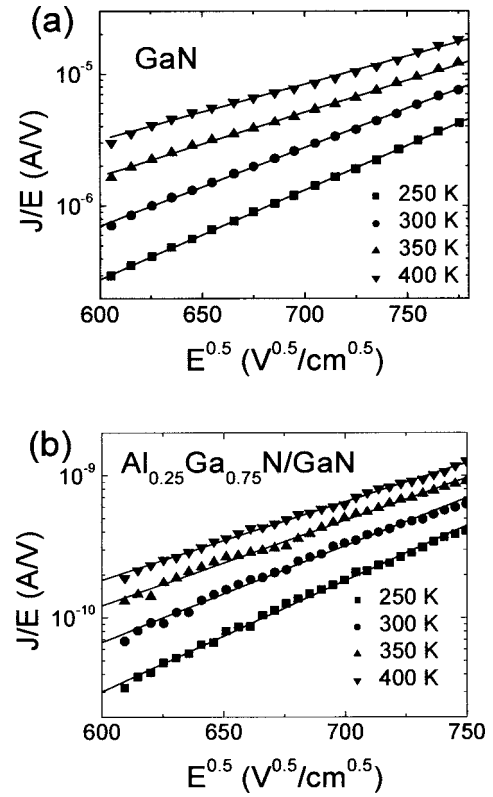 (a)
GaN
10^-5
10^-6
J/E (A/V)
250 K
300 K
350 K
400 K
600 650 700 750
E^0.5 (V^0.5/cm^0.5)
(b)
Al_0.25Ga_0.75N/GaN
10^-9
10^-10
J/E (A/V)
250 K
300 K
350 K
400 K
600 650 700 750
E^0.5 (V^0.5/cm^0.5)